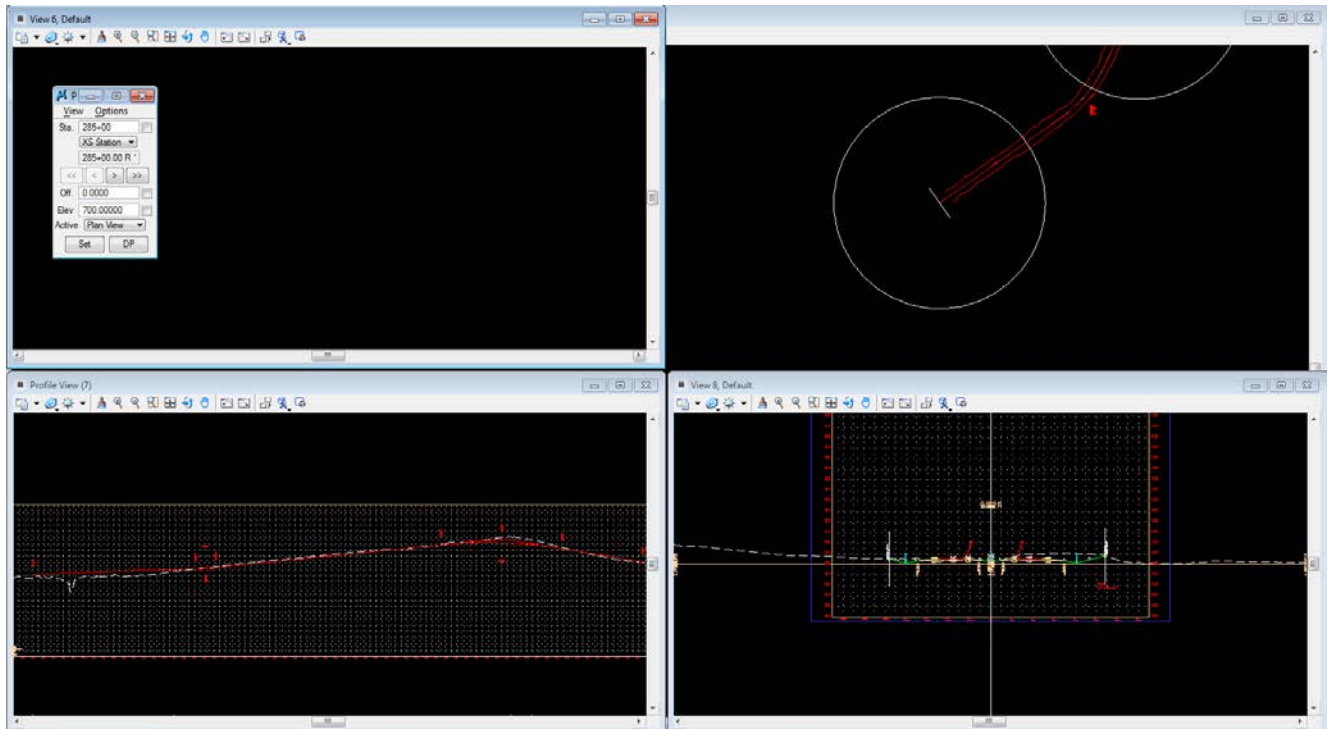 View 6, Default
P
View Options
Sta. 285+00
XS Station
285+00.00 R
<< < > >>
Off. 0.0000
Elev 700.00000
Active Plan View
Set DP
Profile View (7)
View 8, Default